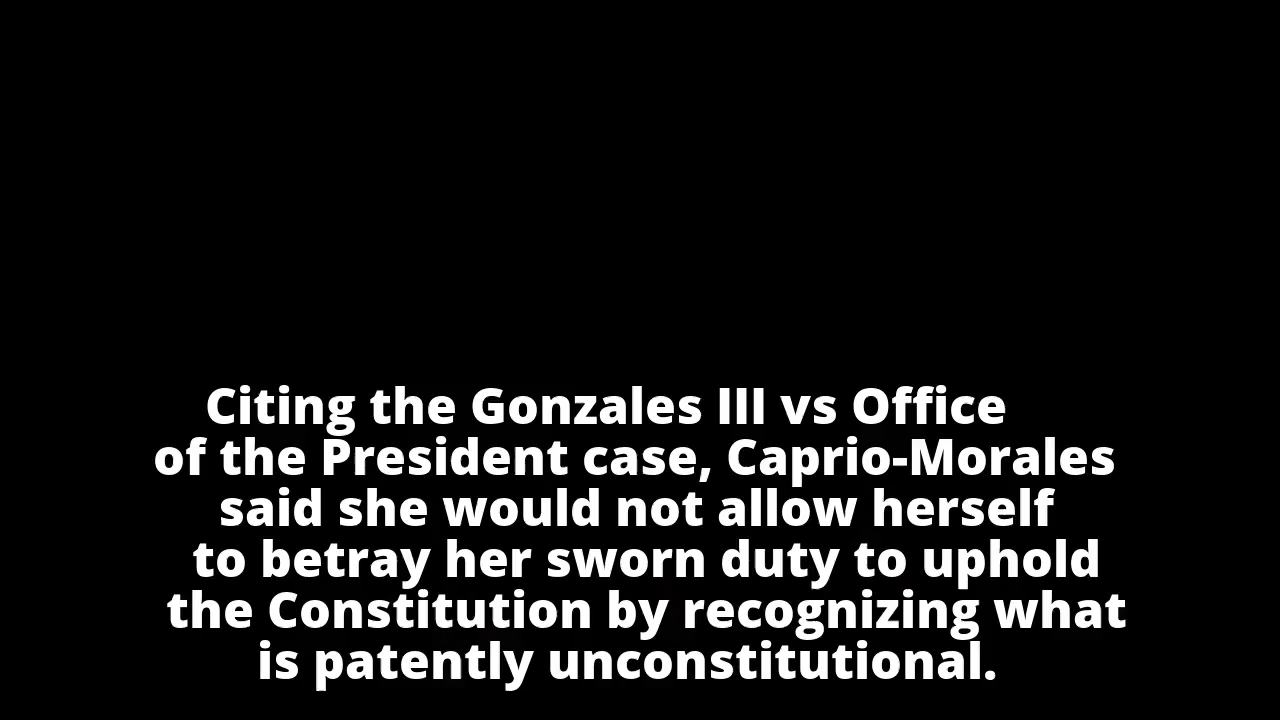 Citing the Gonzales III vs Office
of the President case, Caprio-Morales
said she would not allow herself
to betray her sworn duty to uphold
the Constitution by recognizing what
is patently unconstitutional.